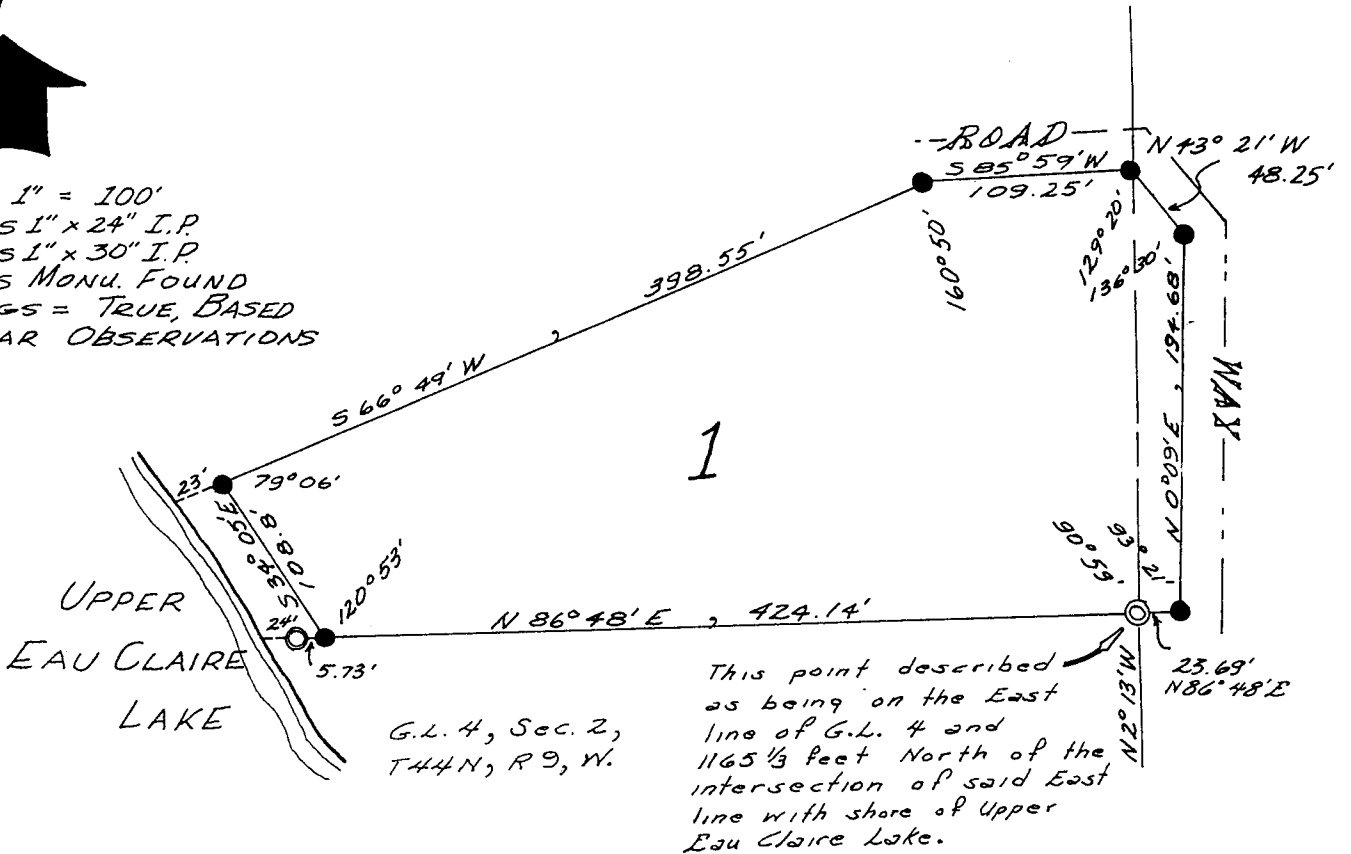 --ROAD--
N 43° 21' W
48.25'
S 85° 59' W
109.25'
1" = 100'
S 1" x 24" I.P.
S 1" x 30" I.P.
S MONU. FOUND
GS = TRUE, BASED
AR OBSERVATIONS
398.55'
S 66° 49' W ,
160° 50'
129° 20'
136° 30'
N 0° 09' E , 194.68'
WAY
1
23'
79° 06'
S 34° 05' E
108.8'
120° 53'
90° 59'
93° 21'
UPPER
EAU CLAIRE
LAKE
24'
5.73'
N 86° 48' E , 424.14'
23.69'
N86° 48'E
N2° 13'W
G.L. 4, Sec. 2,
T44N, R 9, W.
This point described
as being on the East
line of G.L. 4 and
1165 1/3 feet North of the
intersection of said East
line with shore of Upper
Eau Claire Lake.